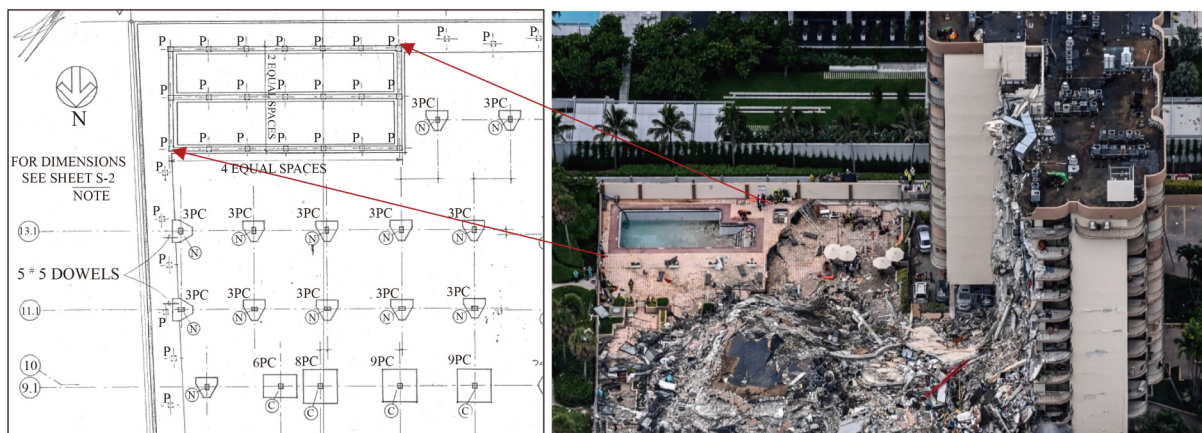 P P P P P P P
P P P P P P
P P P P P P
2 EQUAL SPACES
4 EQUAL SPACES
N
3PC 3PC
N N
FOR DIMENSIONS
SEE SHEET S-2
NOTE
P
P 3PC 3PC 3PC 3PC 3PC
13.1
N N N N N
P
5 # 5 DOWELS
3PC 3PC 3PC 3PC 3PC
11.1
P N N N N N
P
6PC 8PC 9PC 9PC
10
9.1
N C C C C
P